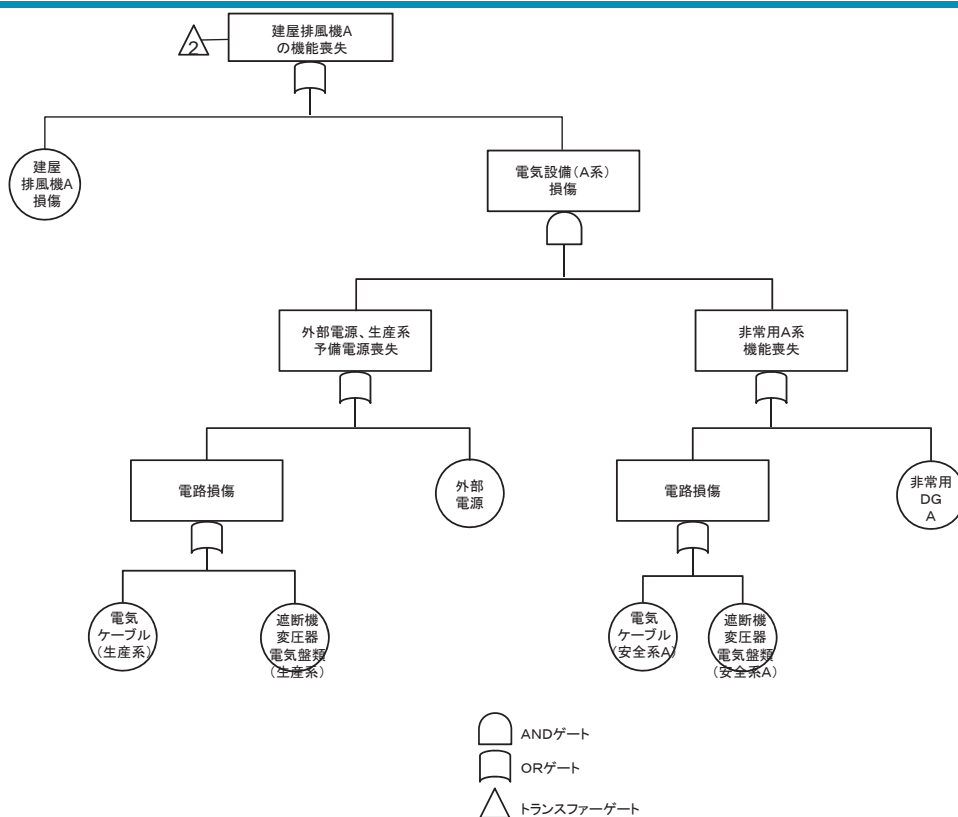 建屋排風機A
の機能喪失
2
建屋
排風機A
損傷
電気設備(A系)
損傷
外部電源、生産系
予備電源喪失
非常用A系
機能喪失
電路損傷
外部
電源
電路損傷
非常用
DG
A
電気
ケーブル
(生産系)
遮断機
変圧器
電気盤類
(生産系)
電気
ケーブル
(安全系A)
遮断機
変圧器
電気盤類
(安全系A)
ANDゲート
ORゲート
トランスファーゲート